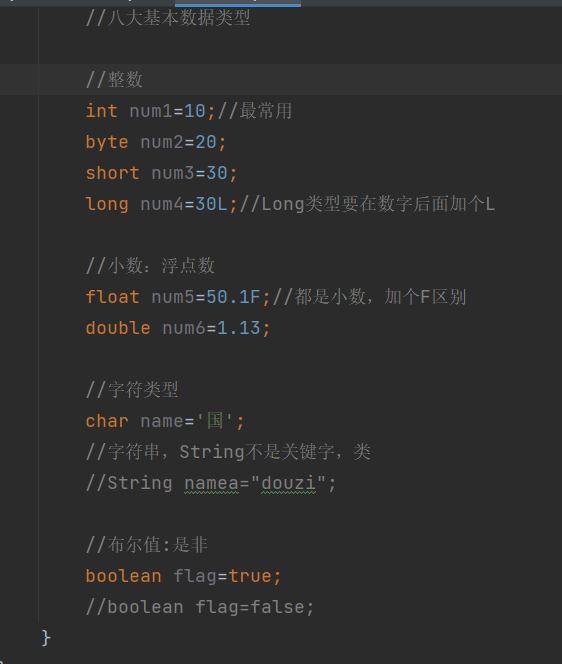 //八大基本数据类型
//整数
int num1=10;//最常用
byte num2=20;
short num3=30;
long num4=30L;//Long类型要在数字后面加个L
//小数：浮点数
float num5=50.1F;//都是小数，加个F区别
double num6=1.13;
//字符类型
char name='国';
//字符串，String不是关键字，类
//String namea="douzi";
//布尔值:是非
boolean flag=true;
//boolean flag=false;
}